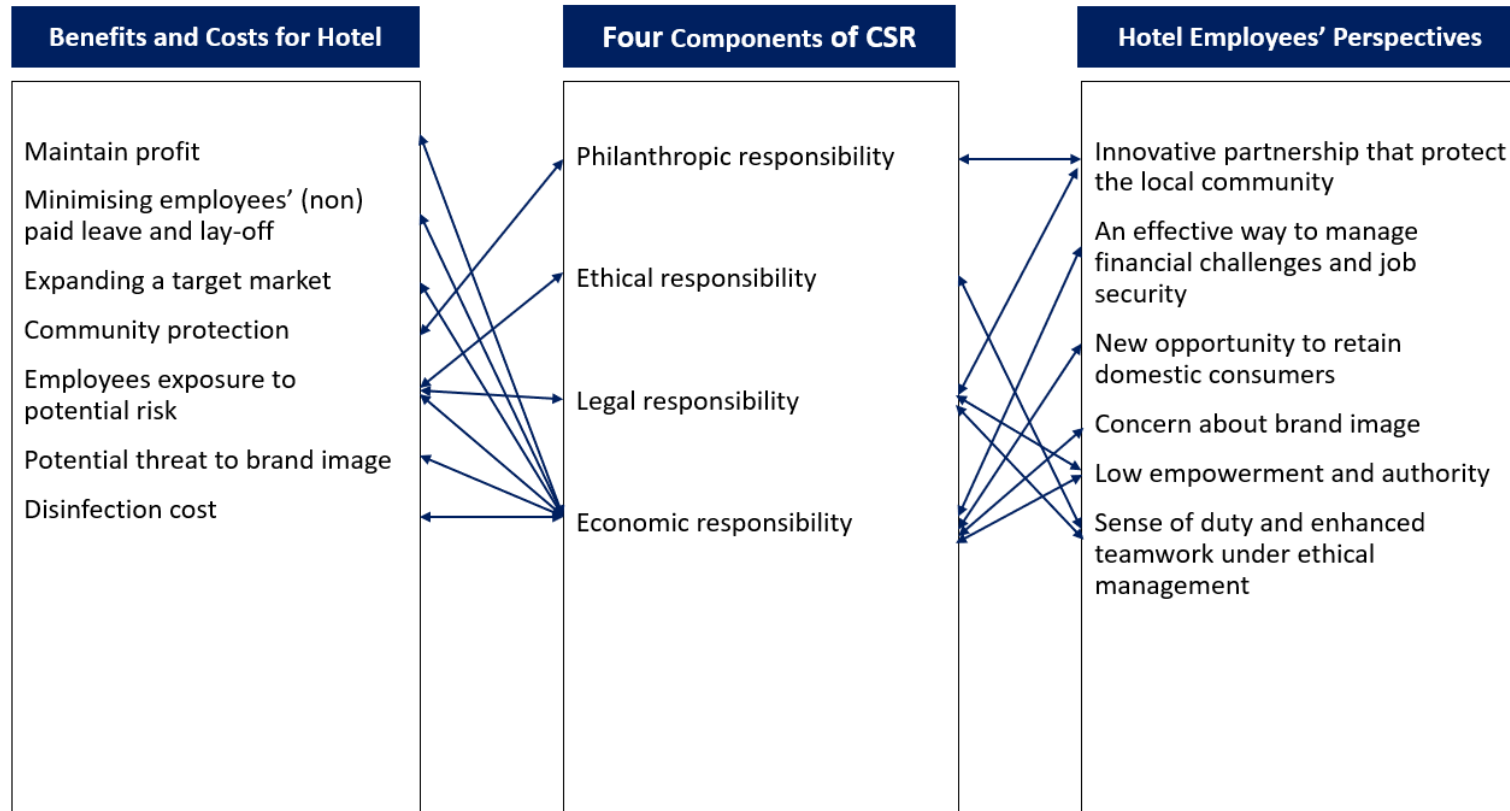 Benefits and Costs for Hotel
Maintain profit
Minimising employees’ (non)
paid leave and lay-off
Expanding a target market
Community protection
Employees exposure to
potential risk
Potential threat to brand image
Disinfection cost
Four Components of CSR
Philanthropic responsibility
Ethical responsibility
Legal responsibility
Economic responsibility
Hotel Employees’ Perspectives
Innovative partnership that protect
the local community
An effective way to manage
financial challenges and job
security
New opportunity to retain
domestic consumers
Concern about brand image
Low empowerment and authority
Sense of duty and enhanced
teamwork under ethical
management